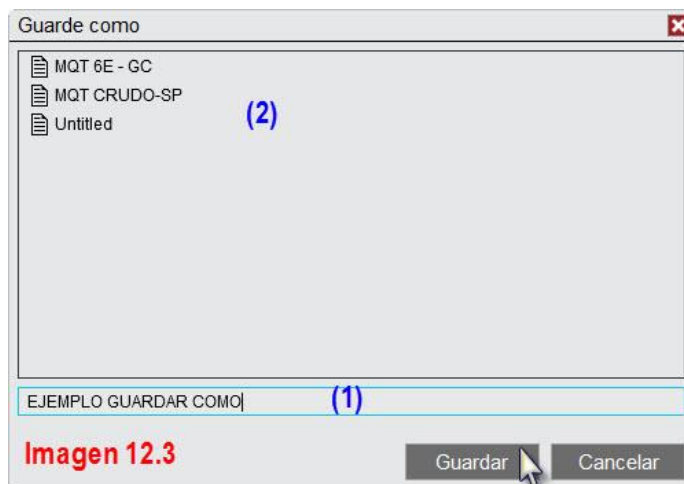 Guarde como
MQT 6E - GC
MQT CRUDO-SP
(2)
Untitled
EJEMPLO GUARDAR COMO
(1)
Imagen 12.3
Guardar
Cancelar